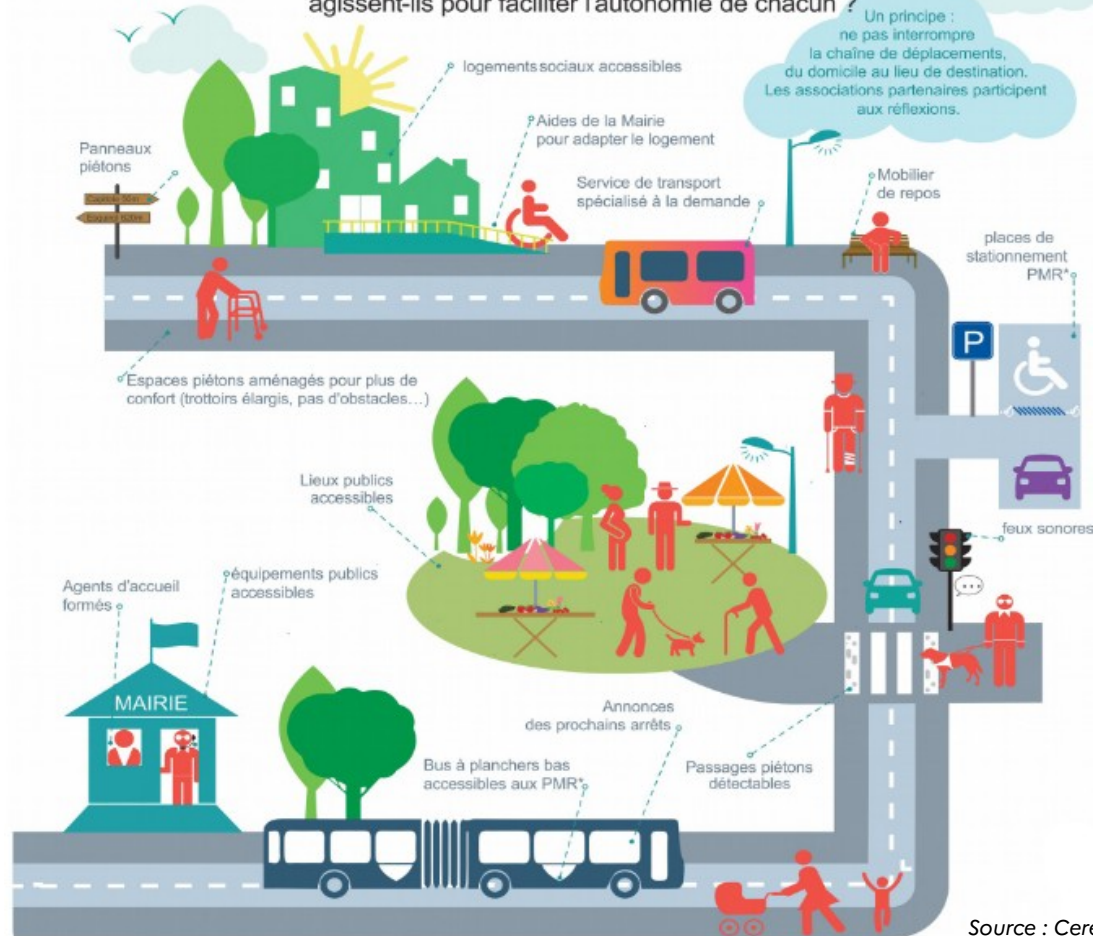 agissent-ils pour faciliter l'autonomie de chacun ?
Un principe :
ne pas interrompre
la chaîne de déplacements,
du domicile au lieu de destination.
Les associations partenaires participent
aux réflexions.
logements sociaux accessibles
Aides de la Mairie
pour adapter le logement
Panneaux
piétons
Capitole 50m
Service de transport
spécialisé à la demande
Mobilier
de repos
places de
stationnement
PMR*
P
Espaces piétons aménagés pour plus de
confort (trottoirs élargis, pas d'obstacles...)
Lieux publics
accessibles
feux sonores
Agents d'accueil
formés
équipements publics
accessibles
MAIRIE
Annonces
des prochains arrêts
Bus à planchers bas
accessibles aux PMR*
Passages piétons
détectables
Source : Cere